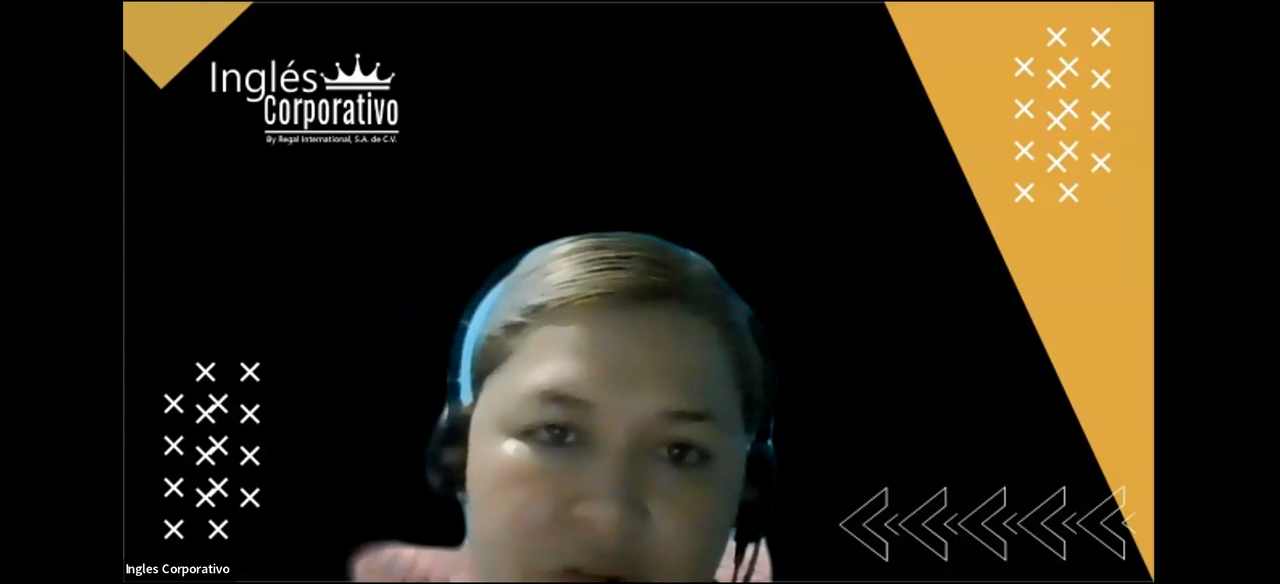 Inglés
Corporativo
By Regal International, S.A. de C.V.
Ingles Corporativo